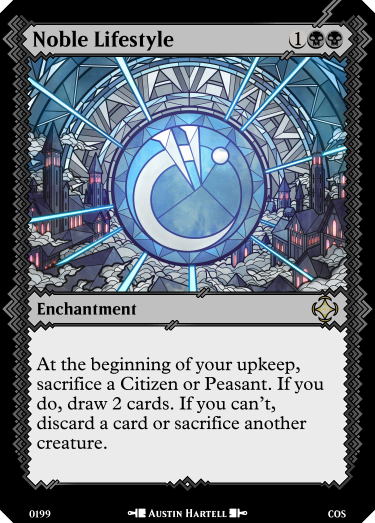 Noble Lifestyle 1
Enchantment
At the beginning of your upkeep,
sacrifice a Citizen or Peasant. If you
do, draw 2 cards. If you can't,
discard a card or sacrifice another
creature.
0199 Austin Hartell COS